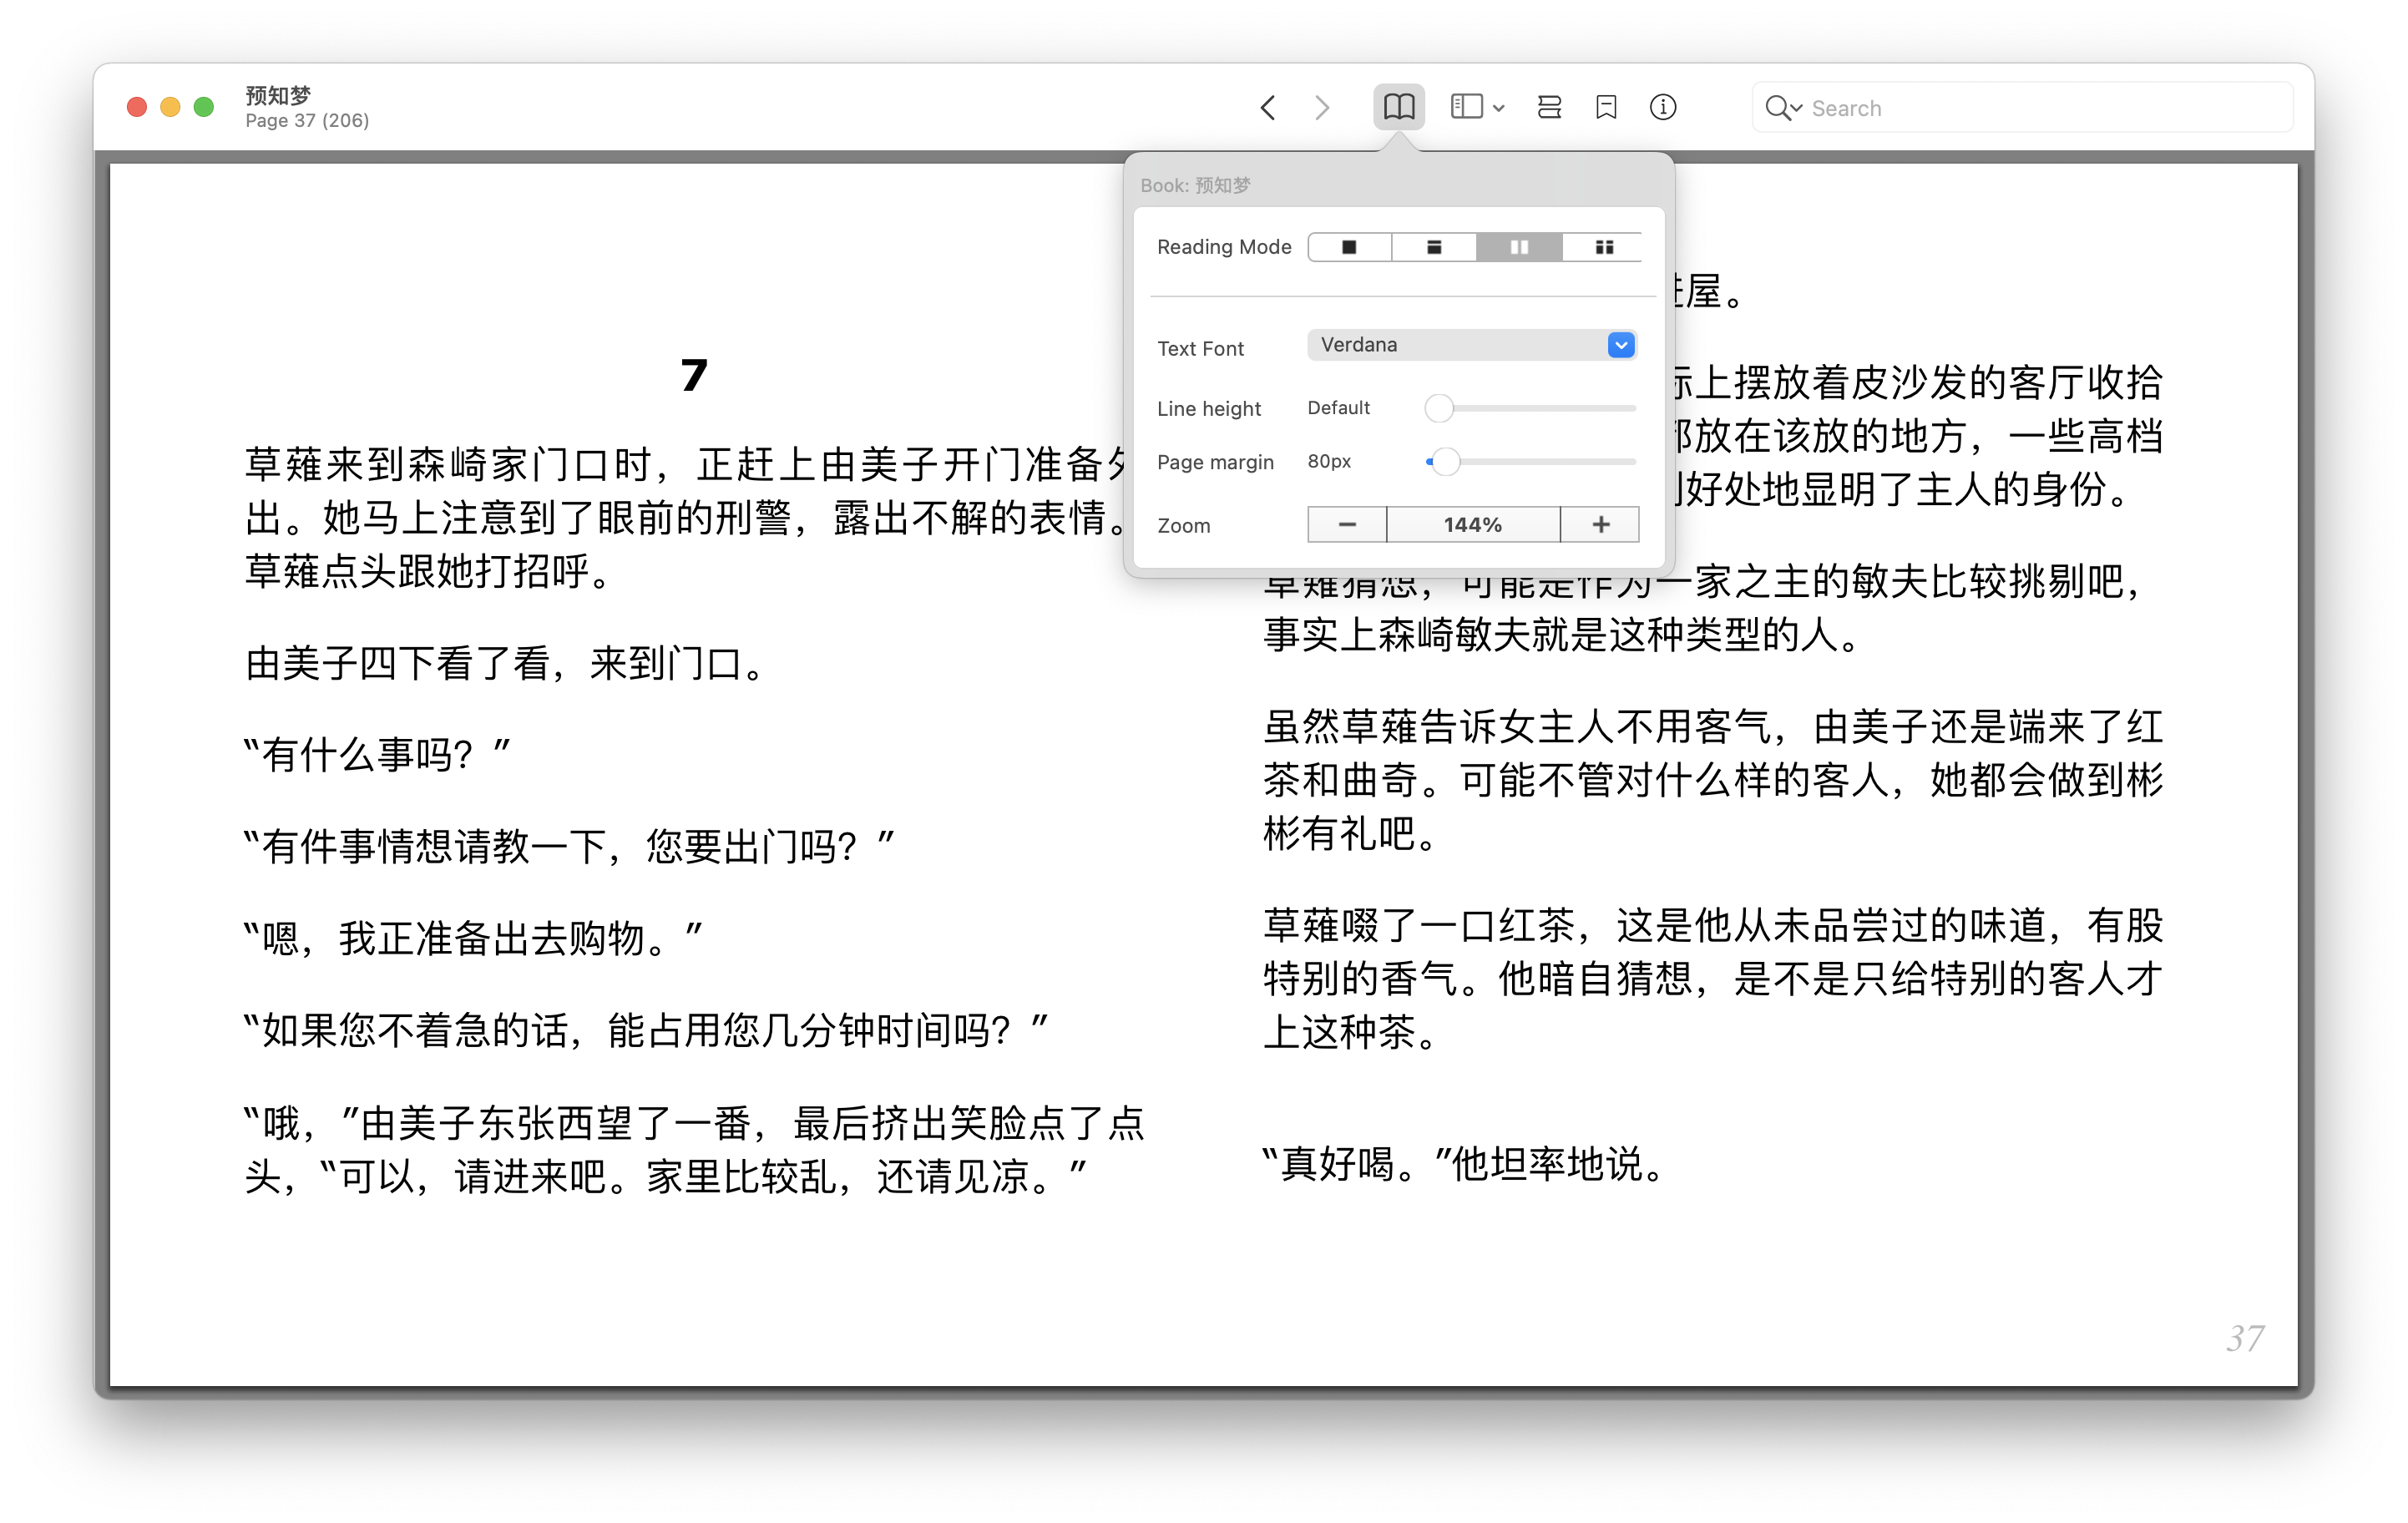 预知梦
Page 37 (206)
Search
Book: 预知梦
Reading Mode
Text Font
Verdana
Line height
Default
Page margin
80px
Zoom
144%
7
草薙来到森崎家门口时，正赶上由美子开门准备外
出。她马上注意到了眼前的刑警，露出不解的表情。
草薙点头跟她打招呼。
由美子四下看了看，来到门口。
“有什么事吗？”
“有件事情想请教一下，您要出门吗？”
“嗯，我正准备出去购物。”
“如果您不着急的话，能占用您几分钟时间吗？”
“哦，”由美子东张西望了一番，最后挤出笑脸点了点
头，“可以，请进来吧。家里比较乱，还请见凉。”
进屋。
际上摆放着皮沙发的客厅收拾
都放在该放的地方，一些高档
好处地显明了主人的身份。
草薙猜想，可能是作为一家之主的敏夫比较挑剔吧，
事实上森崎敏夫就是这种类型的人。
虽然草薙告诉女主人不用客气，由美子还是端来了红
茶和曲奇。可能不管对什么样的客人，她都会做到彬
彬有礼吧。
草薙啜了一口红茶，这是他从未品尝过的味道，有股
特别的香气。他暗自猜想，是不是只给特别的客人才
上这种茶。
“真好喝。”他坦率地说。
37